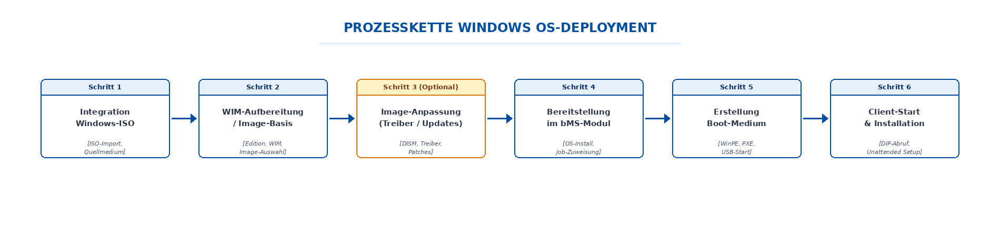 PROZESSKETTE WINDOWS OS-DEPLOYMENT
Schritt 1
Integration
Windows-ISO
[ISO-Import,
Quellmedium]
Schritt 2
WIM-Aufbereitung
/ Image-Basis
[Edition, WIM,
Image-Auswahl]
Schritt 3 (Optional)
Image-Anpassung
(Treiber / Updates)
[DISM, Treiber,
Patches]
Schritt 4
Bereitstellung
im bMS-Modul
[OS-Install,
Job-Zuweisung]
Schritt 5
Erstellung
Boot-Medium
[WinPE, PXE,
USB-Start]
Schritt 6
Client-Start
& Installation
[DIP-Abruf,
Unattended Setup]